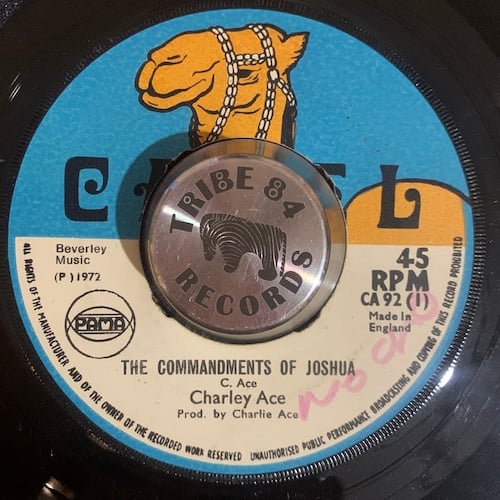 CAMEL
TRIBE 84
RECORDS
Beverley
Music
(P) 1972
PAMA
45
RPM
CA 92 (1)
Made In
England
THE COMMANDMENTS OF JOSHUA
C. Ace
Charley Ace
Prod. by Charlie Ace
No
ALL RIGHTS OF THE MANUFACTURER AND OF THE OWNER OF THE RECORDED WORK RESERVED UNAUTHORISED PUBLIC PERFORMANCE BROADCASTING AND COPYING OF THIS RECORD PROHIBITED